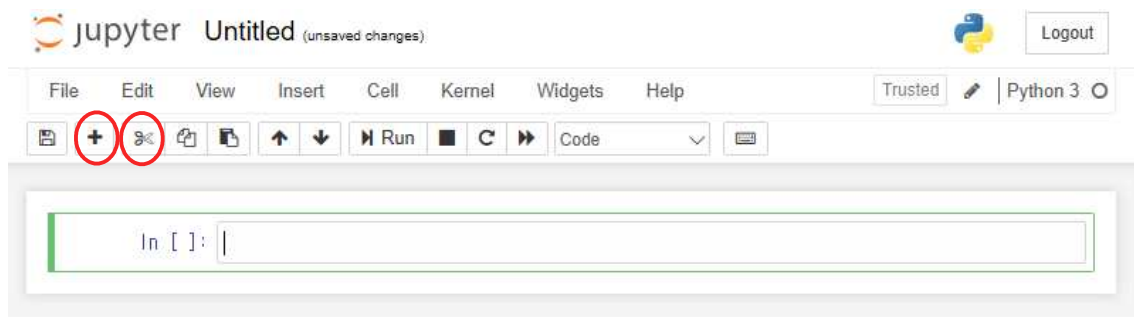 jupyter Untitled (unsaved changes) Logout
File Edit View Insert Cell Kernel Widgets Help Trusted Python 3
Run Code
In [ ]: